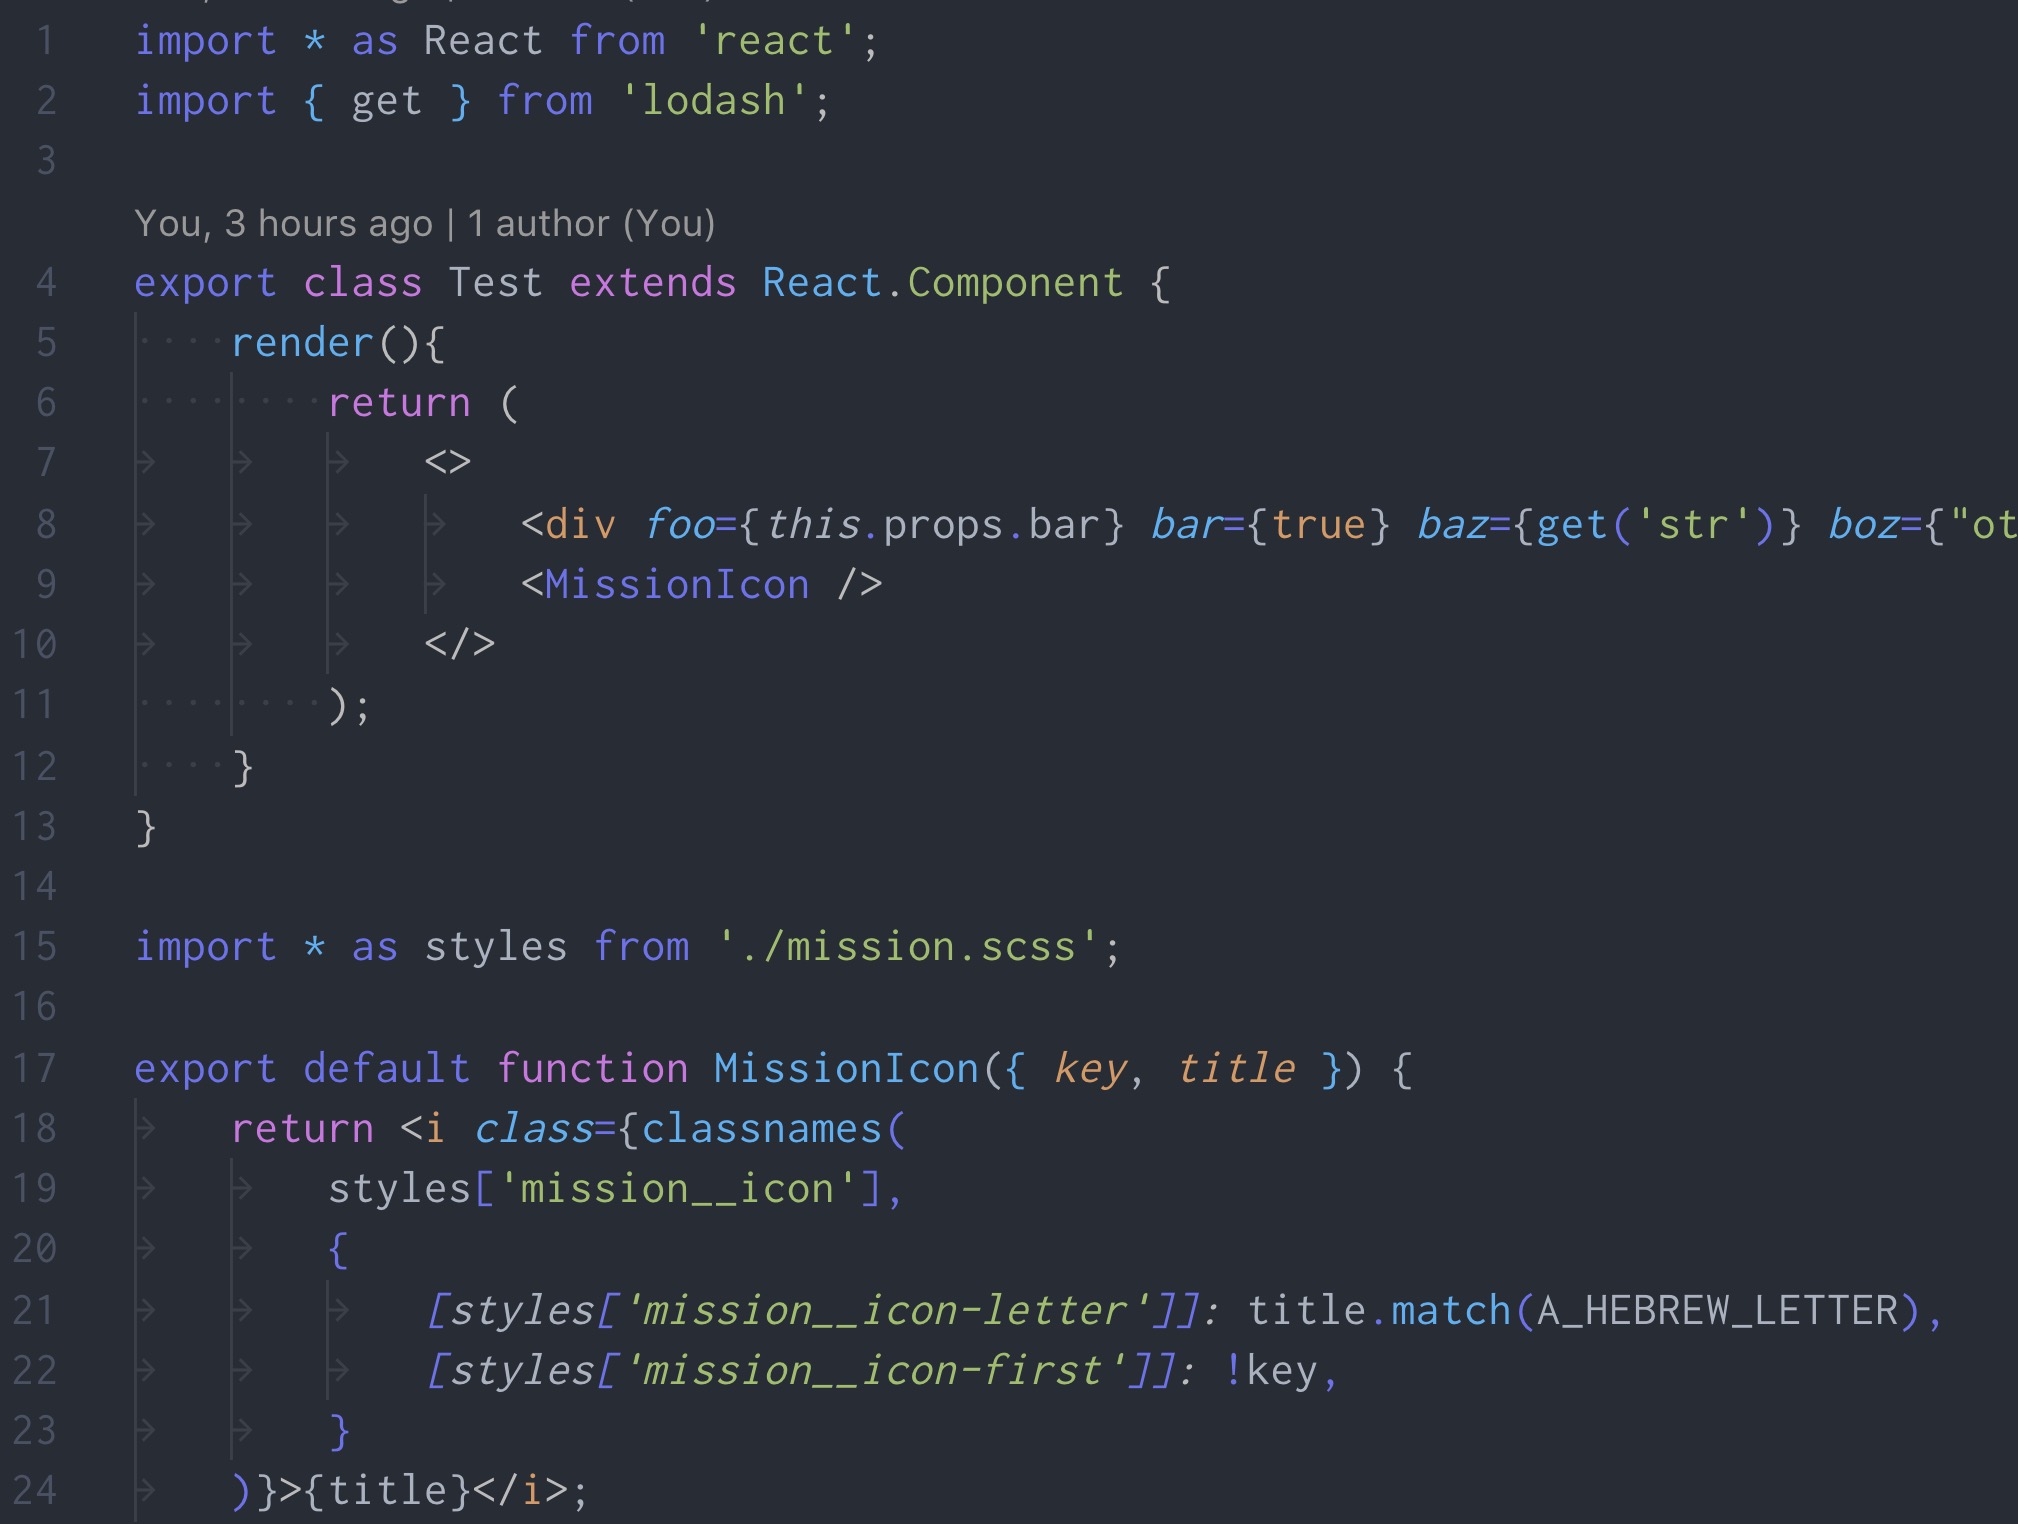 1 import * as React from 'react';
2 import { get } from 'lodash';
3
You, 3 hours ago | 1 author (You)
4 export class Test extends React.Component {
5 render(){
6 return (
7 <>
8 <div foo={this.props.bar} bar={true} baz={get('str')} boz={"ot
9 <MissionIcon />
10 </>
11 );
12 }
13 }
14
15 import * as styles from './mission.scss';
16
17 export default function MissionIcon({ key, title }) {
18 return <i class={classnames(
19 styles['mission__icon'],
20 {
21 [styles['mission__icon-letter']]: title.match(A_HEBREW_LETTER),
22 [styles['mission__icon-first']]: !key,
23 }
24 )}>{title}</i>;